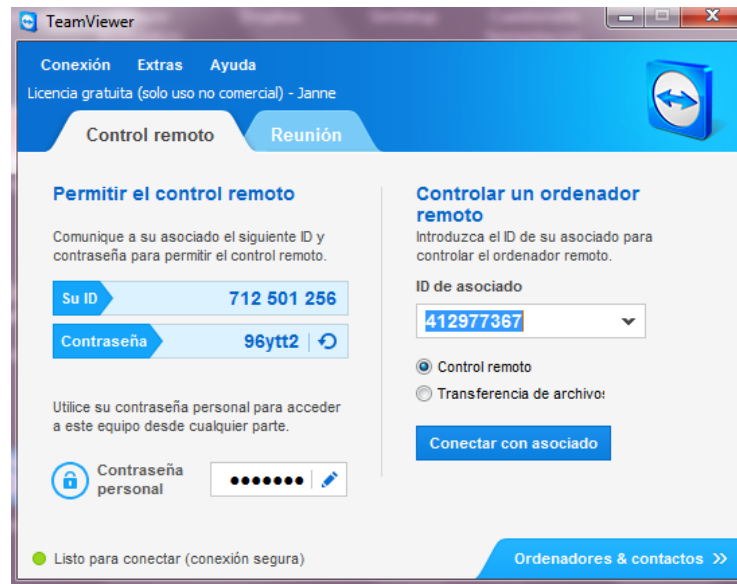 TeamViewer
Conexión Extras Ayuda
Licencia gratuita (solo uso no comercial) - Janne
Control remoto
Reunión
Permitir el control remoto
Comunique a su asociado el siguiente ID y
contraseña para permitir el control remoto.
Su ID 712 501 256
Contraseña 96ytt2
Utilice su contraseña personal para acceder
a este equipo desde cualquier parte.
Contraseña
personal
Controlar un ordenador
remoto
Introduzca el ID de su asociado para
controlar el ordenador remoto.
ID de asociado
412977367
Control remoto
Transferencia de archivos
Conectar con asociado
Listo para conectar (conexión segura)
Ordenadores & contactos >>